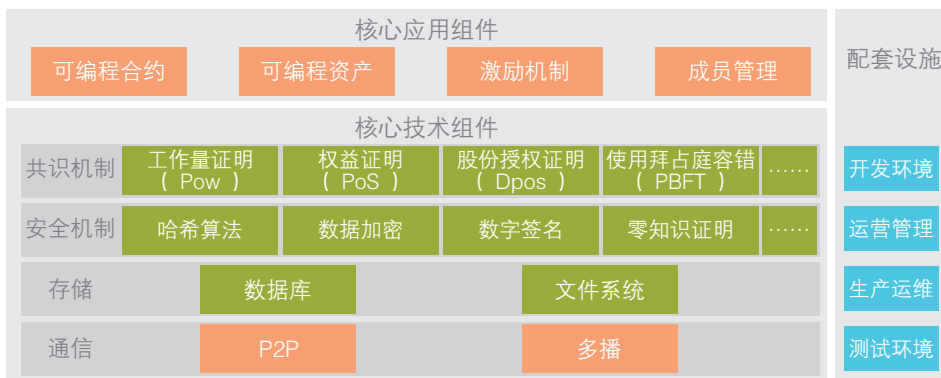 核心应用组件
可编程合约
可编程资产
激励机制
成员管理
核心技术组件
共识机制
工作量证明
（ Pow ）
权益证明
（ PoS ）
股份授权证明
（ Dpos ）
使用拜占庭容错
（ PBFT ）
……
安全机制
哈希算法
数据加密
数字签名
零知识证明
……
存储
数据库
文件系统
通信
P2P
多播
配套设施
开发环境
运营管理
生产运维
测试环境